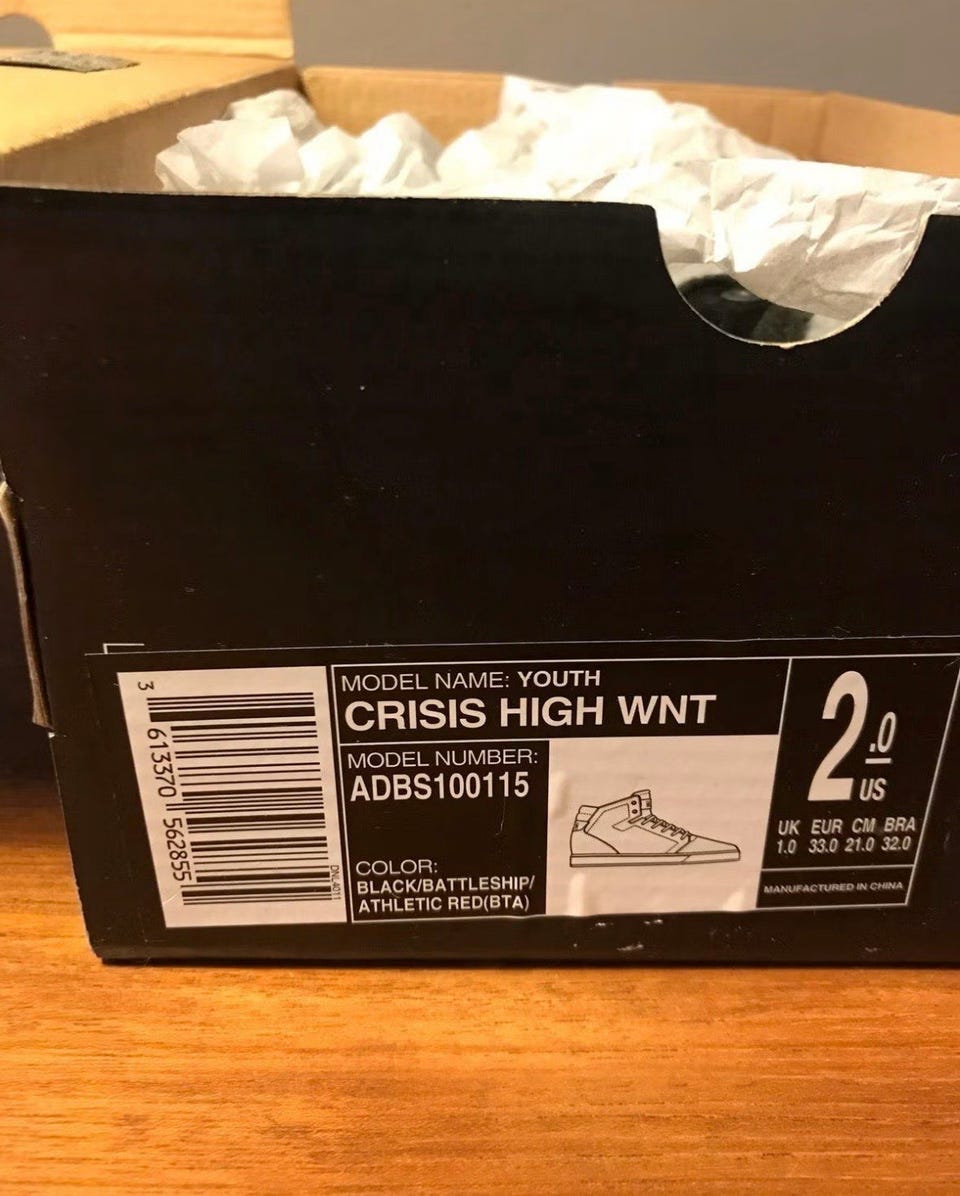 3 613370 562855
DNL4011
MODEL NAME: YOUTH
CRISIS HIGH WNT
MODEL NUMBER:
ADBS100115
COLOR:
BLACK/BATTLESHIP/
ATHLETIC RED(BTA)
2.0
US
UK EUR CM BRA
1.0 33.0 21.0 32.0
MANUFACTURED IN CHINA